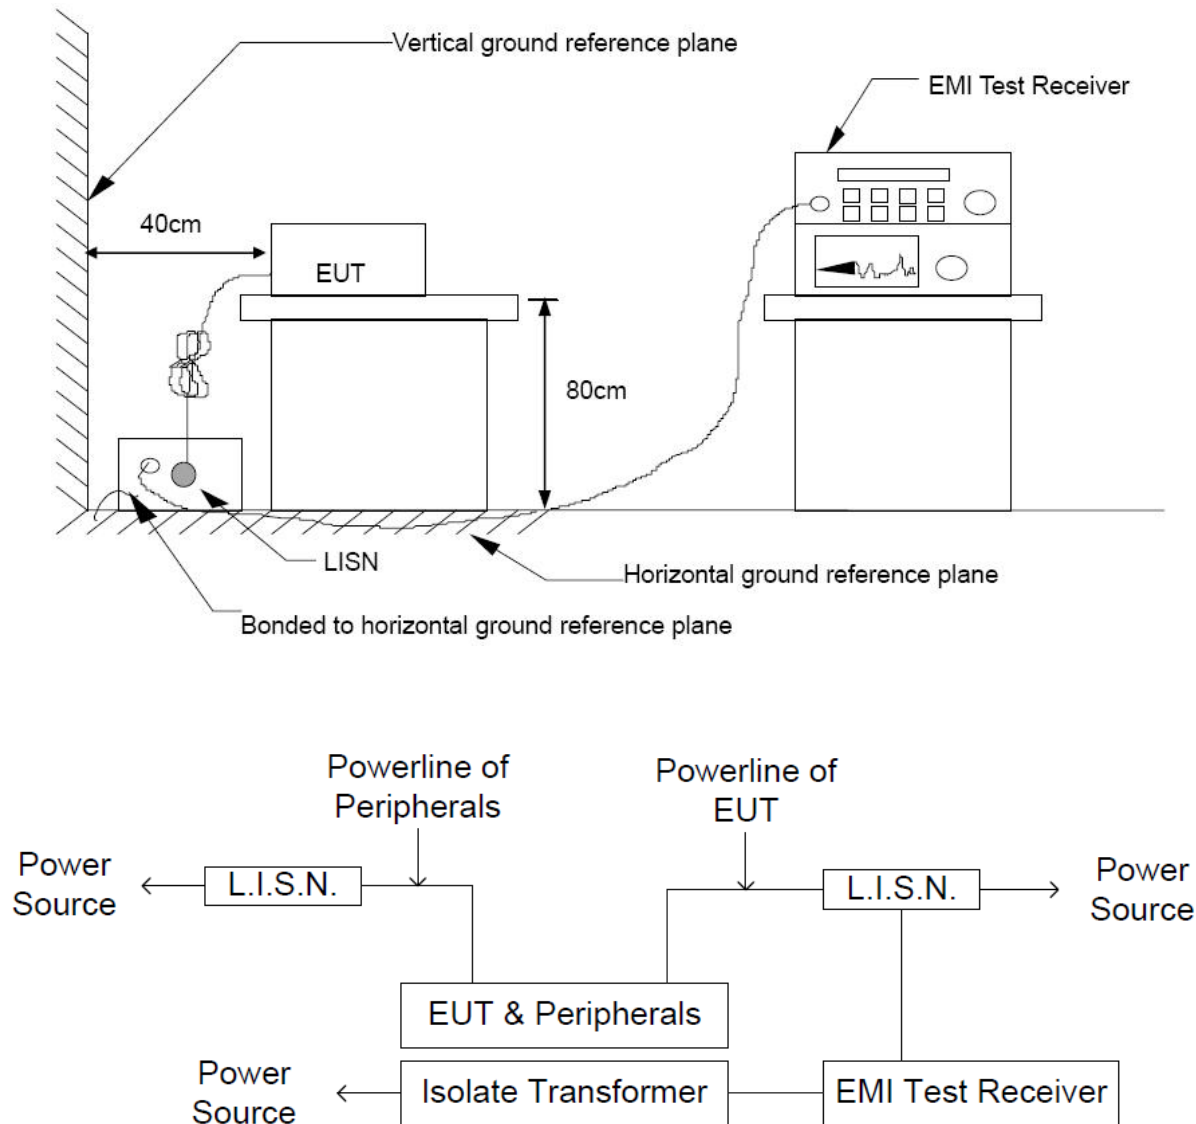 Vertical ground reference plane
EMI Test Receiver
40cm
EUT
80cm
LISN
Horizontal ground reference plane
Bonded to horizontal ground reference plane
Powerline of
Peripherals
Powerline of
EUT
Power
Source
L.I.S.N.
L.I.S.N.
Power
Source
EUT & Peripherals
Power
Source
Isolate Transformer
EMI Test Receiver